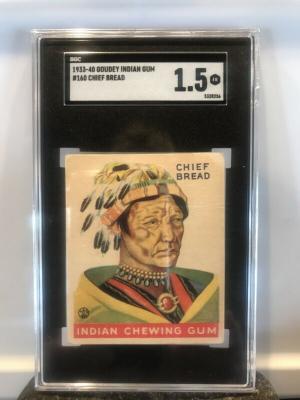 SGC
1933-40 GOUDEY INDIAN GUM
#160 CHIEF BREAD
1.5
CHIEF
BREAD
INDIAN CHEWING GUM